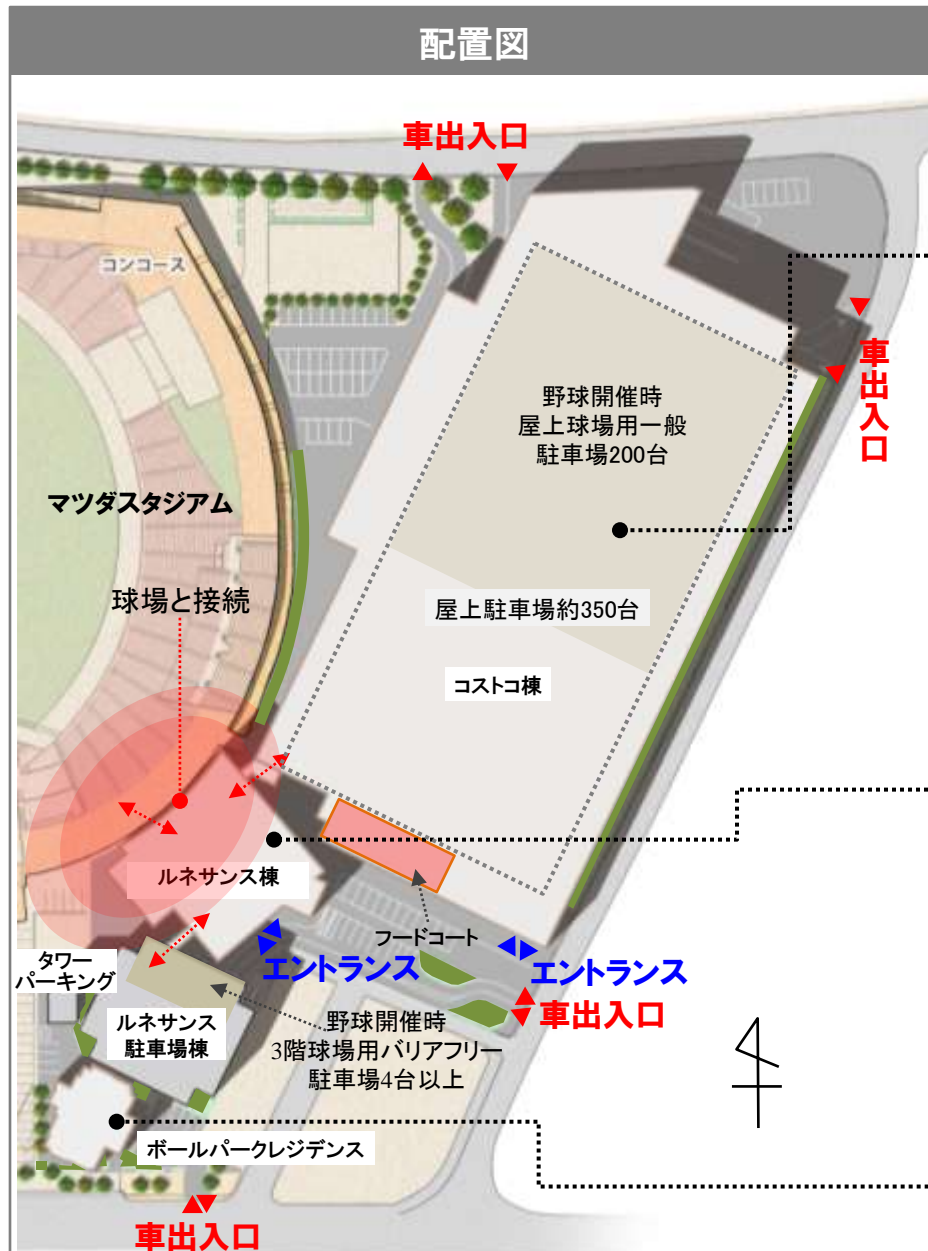 配置図
車出入口
コンコース
車出入口
野球開催時
屋上球場用一般
駐車場200台
マツダスタジアム
球場と接続
屋上駐車場約350台
コストコ棟
ルネサンス棟
フードコート
タワー
パーキング
エントランス
エントランス
車出入口
ルネサンス
駐車場棟
野球開催時
3階球場用バリアフリー
駐車場4台以上
ボールパークレジデンス
車出入口